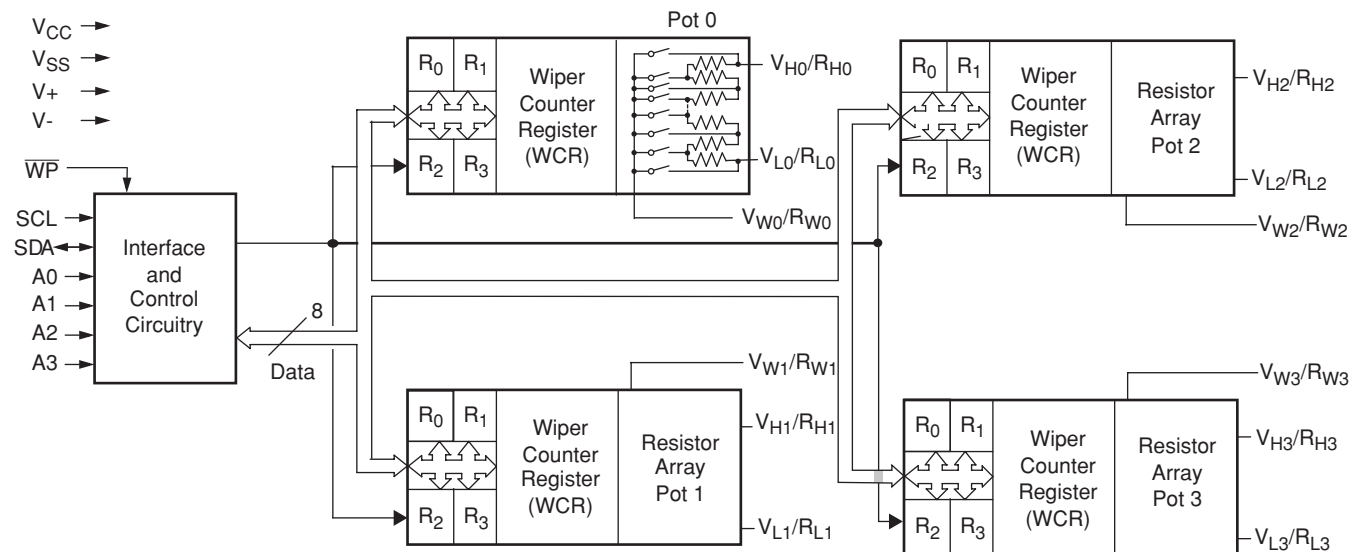 Pot 0
V_CC
V_SS
V+
V-
W̅P̅
SCL
SDA
A0
A1
A2
A3
Interface
and
Control
Circuitry
8
Data
R_0 R_1
R_2 R_3
Wiper
Counter
Register
(WCR)
V_H0/R_H0
V_L0/R_L0
V_W0/R_W0
R_0 R_1
R_2 R_3
Wiper
Counter
Register
(WCR)
Resistor
Array
Pot 2
V_H2/R_H2
V_L2/R_L2
V_W2/R_W2
V_W1/R_W1
R_0 R_1
R_2 R_3
Wiper
Counter
Register
(WCR)
Resistor
Array
Pot 1
V_H1/R_H1
V_L1/R_L1
V_W3/R_W3
R_0 R_1
R_2 R_3
Wiper
Counter
Register
(WCR)
Resistor
Array
Pot 3
V_H3/R_H3
V_L3/R_L3